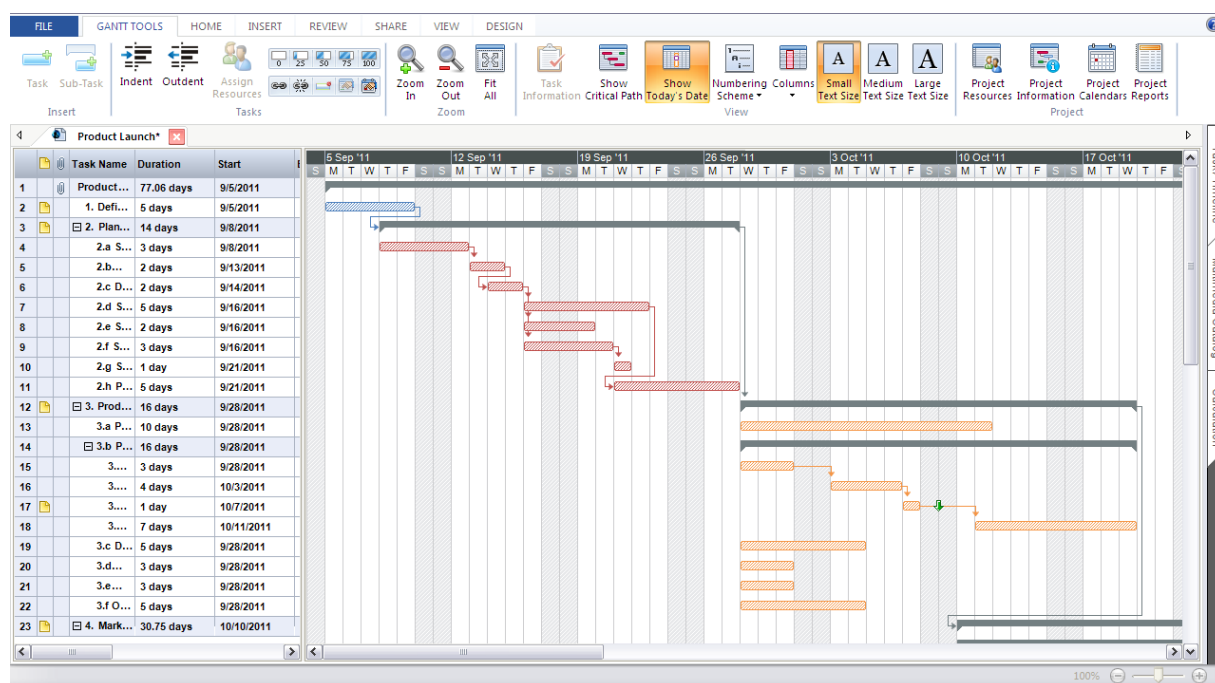 FILE GANTT TOOLS HOME INSERT REVIEW SHARE VIEW DESIGN
0 25 50 75 100
Task Sub-Task Indent Outdent Assign Resources Zoom In Zoom Out Fit All Task Information Show Critical Path Show Today's Date Numbering Scheme Columns A Small Text Size A Medium Text Size A Large Text Size Project Resources Project Information Project Calendars Project Reports
Insert Tasks Zoom View Project
Product Launch*
Task Name Duration Start
5 Sep '11 12 Sep '11 19 Sep '11 26 Sep '11 3 Oct '11 10 Oct '11 17 Oct '11
S M T W T F S S M T W T F S S M T W T F S S M T W T F S S M T W T F S S M T W T F S S M T W T F S
1 Product... 77.06 days 9/5/2011
2 1. Defi... 5 days 9/5/2011
3 2. Plan... 14 days 9/8/2011
4 2.a S... 3 days 9/8/2011
5 2.b... 2 days 9/13/2011
6 2.c D... 2 days 9/14/2011
7 2.d S... 5 days 9/16/2011
8 2.e S... 2 days 9/16/2011
9 2.f S... 3 days 9/16/2011
10 2.g S... 1 day 9/21/2011
11 2.h P... 5 days 9/21/2011
12 3. Prod... 16 days 9/28/2011
13 3.a P... 10 days 9/28/2011
14 3.b P... 16 days 9/28/2011
15 3.... 3 days 9/28/2011
16 3.... 4 days 10/3/2011
17 3.... 1 day 10/7/2011
18 3.... 7 days 10/11/2011
19 3.c D... 5 days 9/28/2011
20 3.d... 3 days 9/28/2011
21 3.e... 3 days 9/28/2011
22 3.f O... 5 days 9/28/2011
23 4. Mark... 30.75 days 10/10/2011
100%